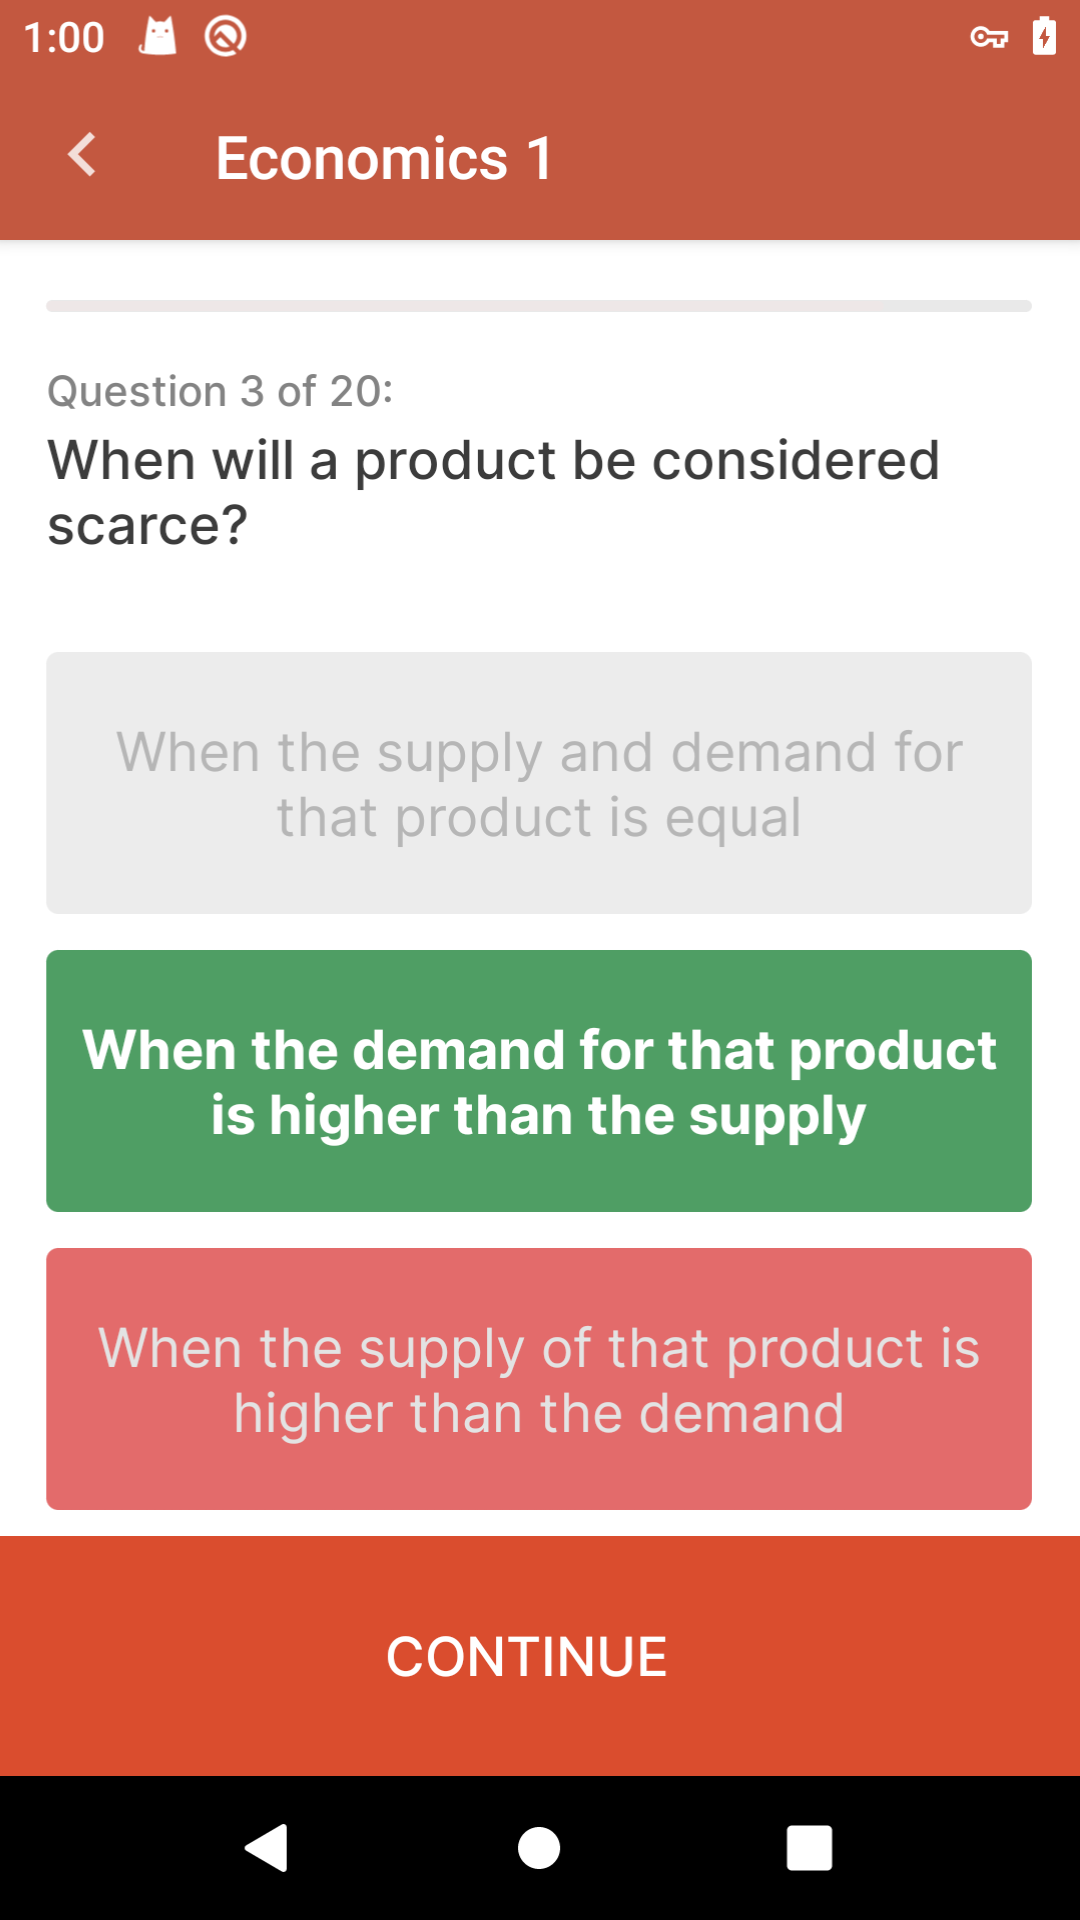 1:00
Economics 1
Question 3 of 20:
When will a product be considered
scarce?
When the supply and demand for
that product is equal
When the demand for that product
is higher than the supply
When the supply of that product is
higher than the demand
CONTINUE